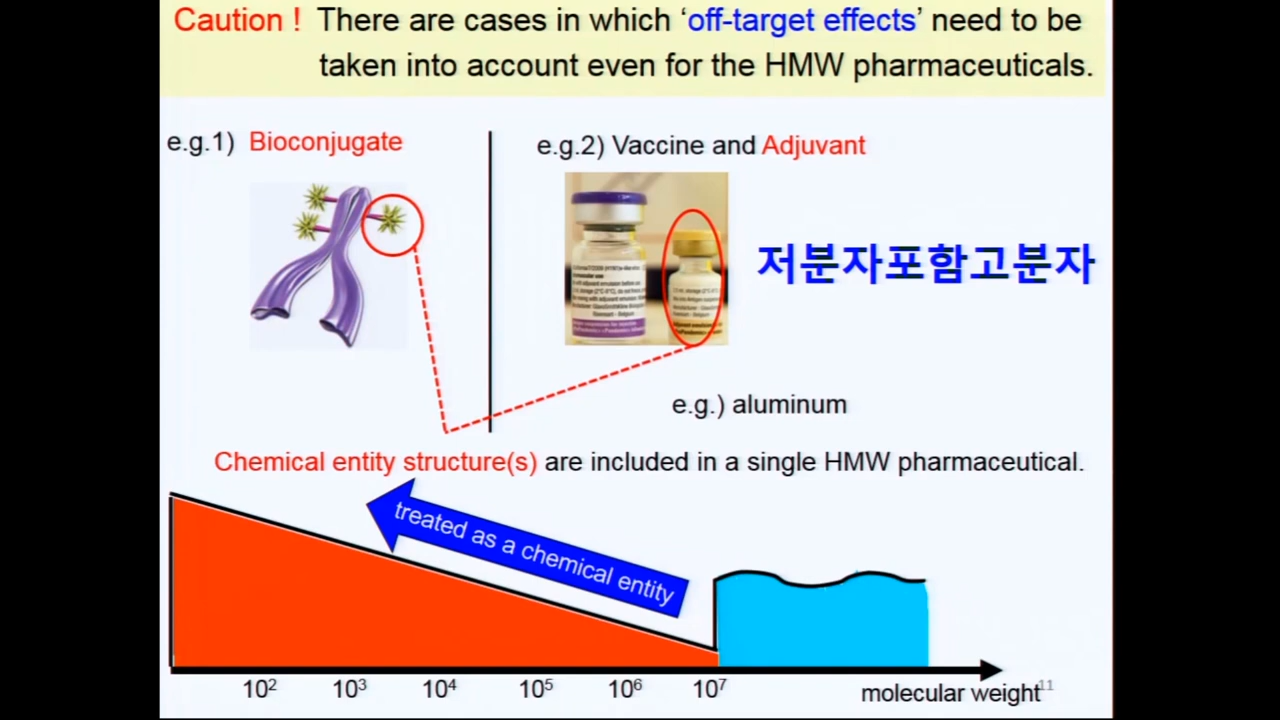 Caution ! There are cases in which ‘off-target effects’ need to be
taken into account even for the HMW pharmaceuticals.
e.g.1) Bioconjugate
e.g.2) Vaccine and Adjuvant
저분자포함고분자
e.g.) aluminum
Chemical entity structure(s) are included in a single HMW pharmaceutical.
treated as a chemical entity
10² 10³ 10⁴ 10⁵ 10⁶ 10⁷
molecular weight
11